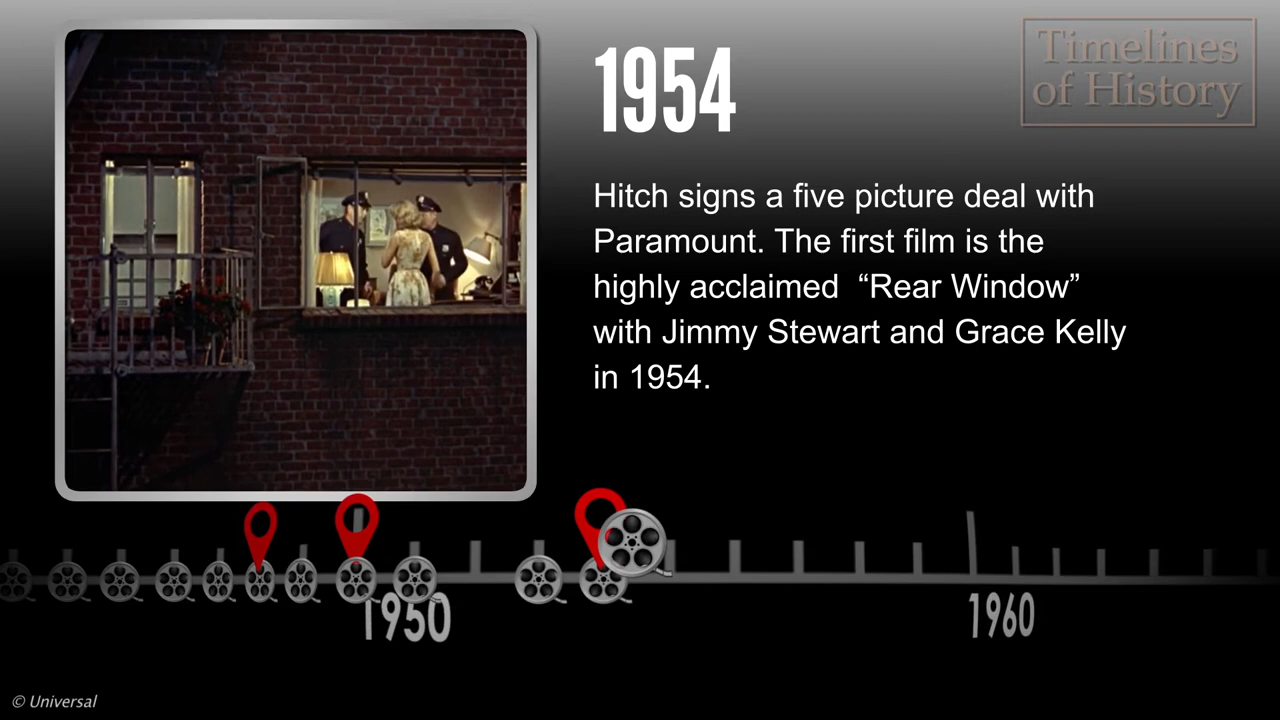 1954
Timelines
of History
Hitch signs a five picture deal with
Paramount. The first film is the
highly acclaimed “Rear Window”
with Jimmy Stewart and Grace Kelly
in 1954.
1950
1960
© Universal